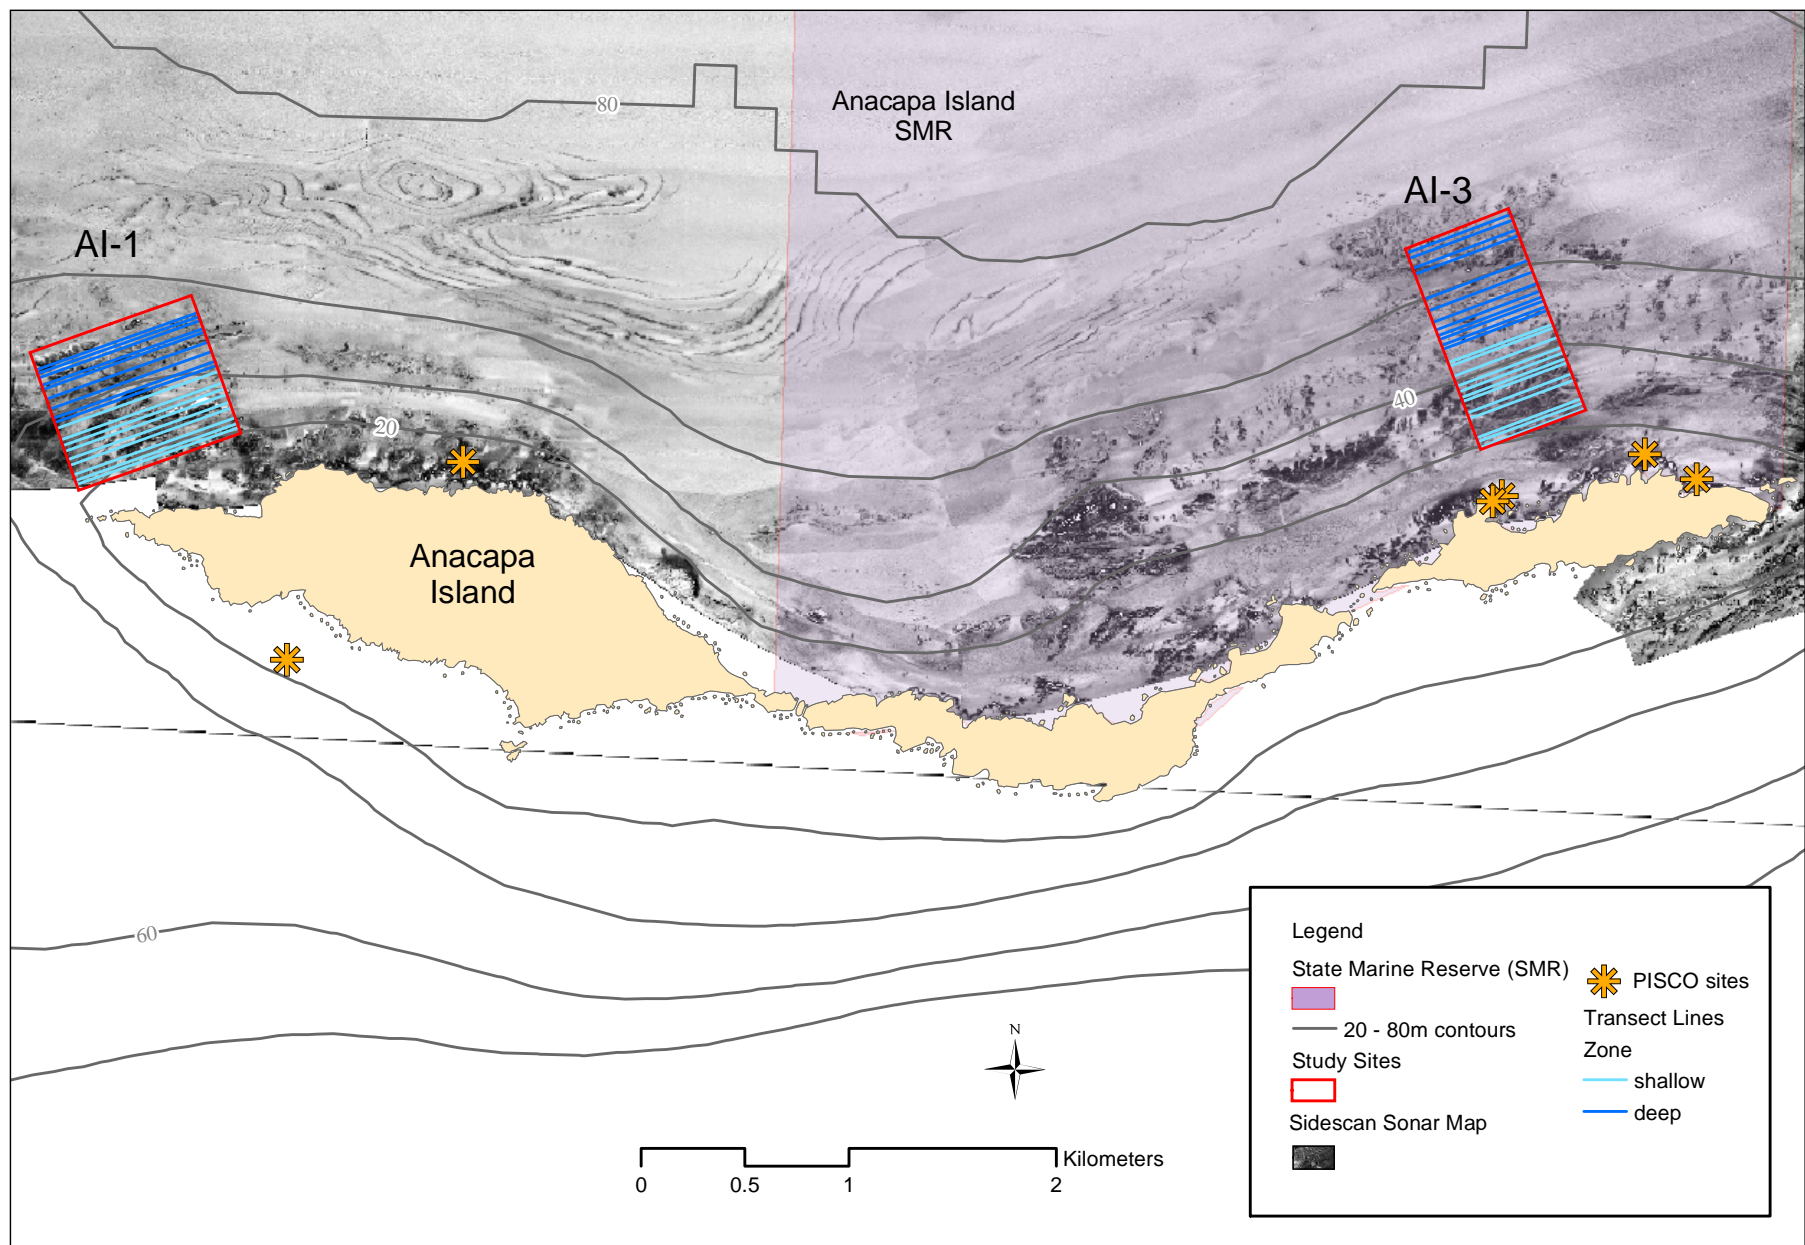 80
Anacapa Island
SMR
AI-3
AI-1
40
20
Anacapa
Island
60
N
Kilometers
0
0.5
1
2
Legend
State Marine Reserve (SMR)
20 - 80m contours
Study Sites
Sidescan Sonar Map
PISCO sites
Transect Lines
Zone
shallow
deep